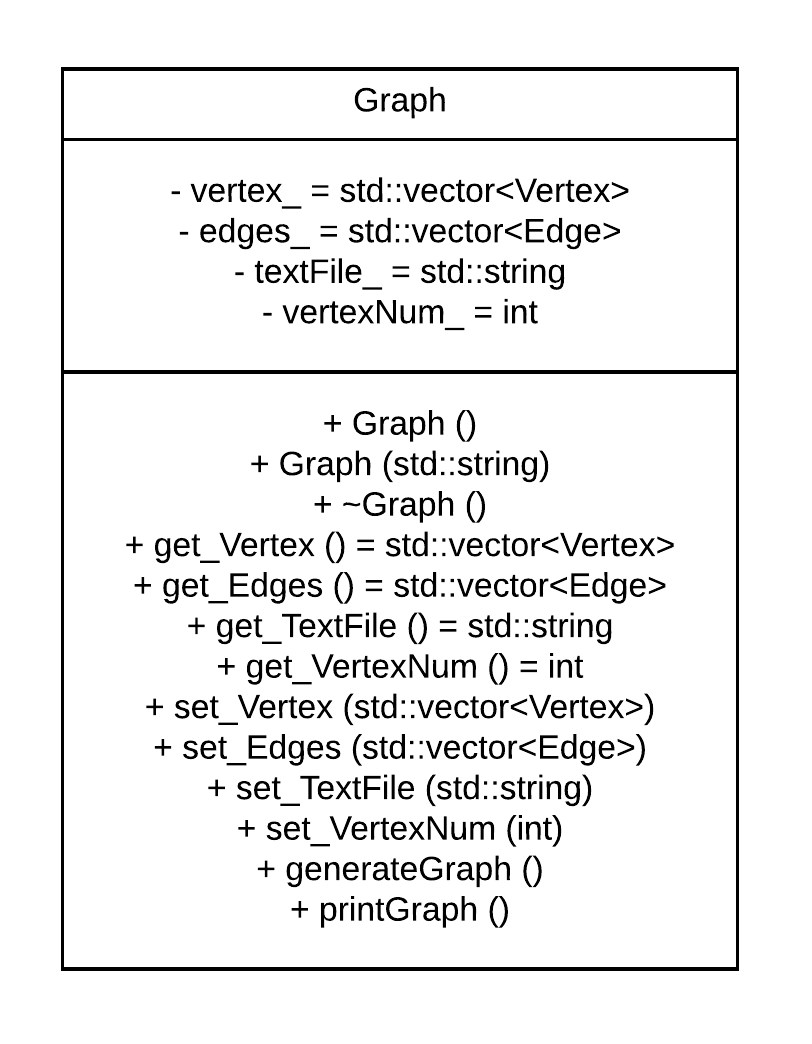 Graph
- vertex_ = std::vector<Vertex>
- edges_ = std::vector<Edge>
- textFile_ = std::string
- vertexNum_ = int
+ Graph ()
+ Graph (std::string)
+ ~Graph ()
+ get_Vertex () = std::vector<Vertex>
+ get_Edges () = std::vector<Edge>
+ get_TextFile () = std::string
+ get_VertexNum () = int
+ set_Vertex (std::vector<Vertex>)
+ set_Edges (std::vector<Edge>)
+ set_TextFile (std::string)
+ set_VertexNum (int)
+ generateGraph ()
+ printGraph ()